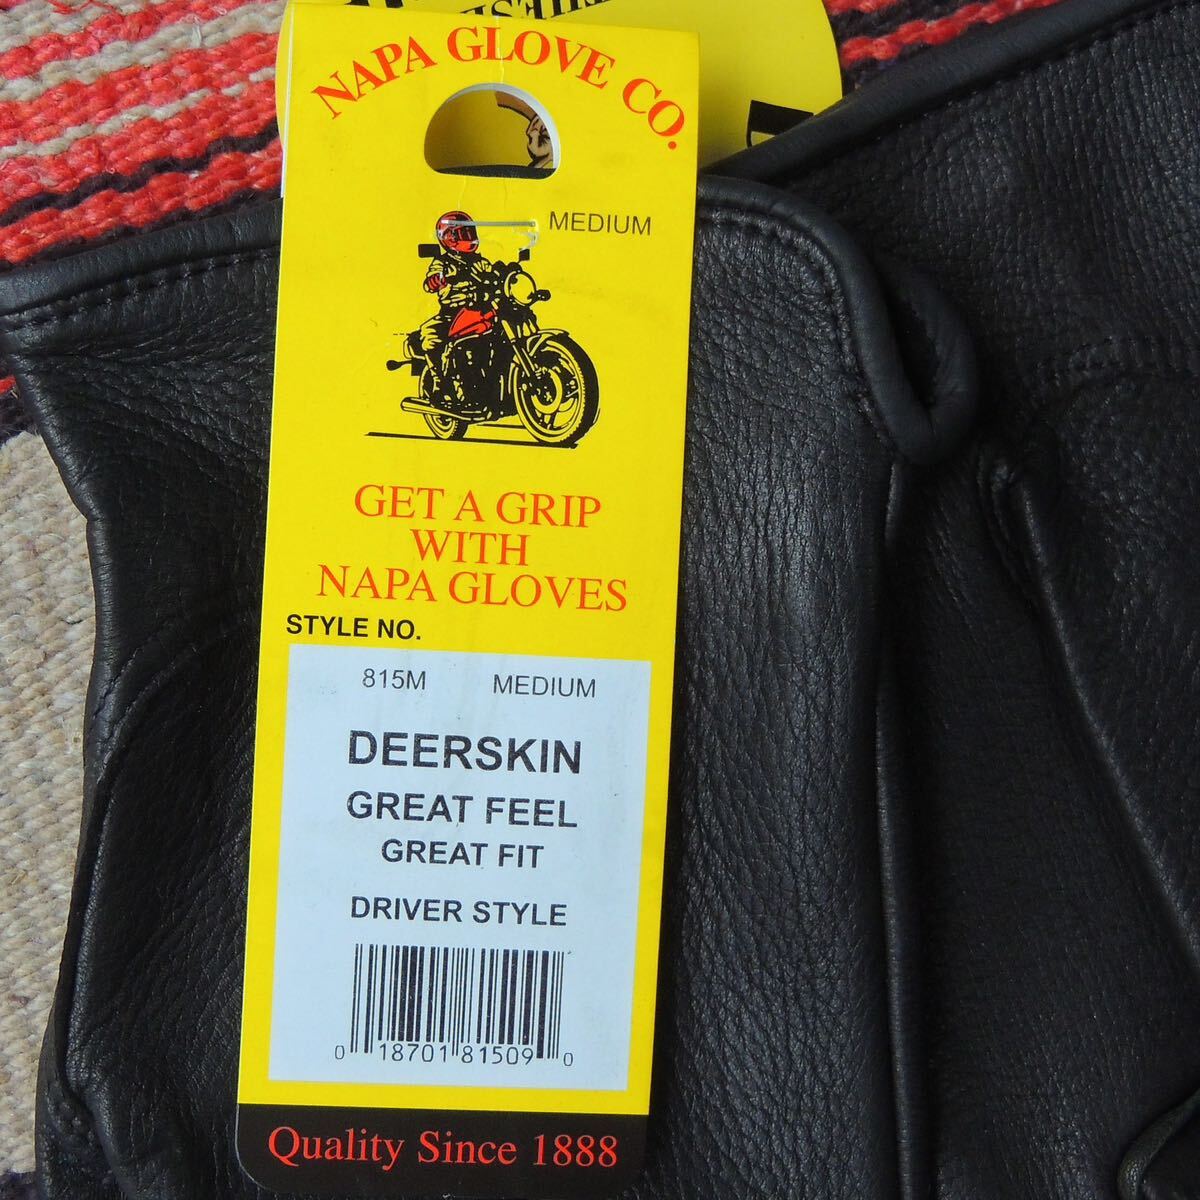 NAPA GLOVE CO.
MEDIUM
GET A GRIP
WITH
NAPA GLOVES
STYLE NO.
815M MEDIUM
DEERSKIN
GREAT FEEL
GREAT FIT
DRIVER STYLE
0 18701 81509 0
Quality Since 1888